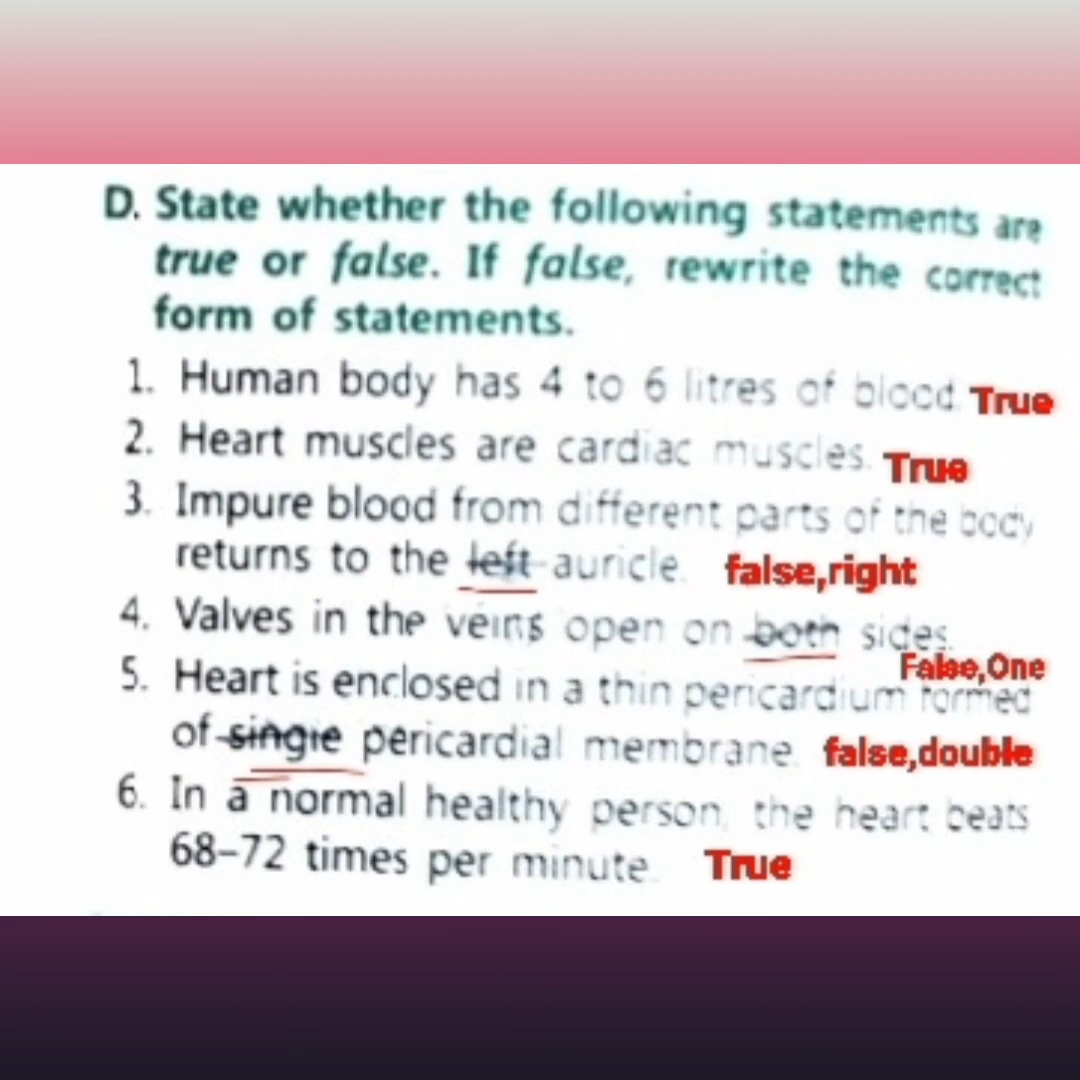 D. State whether the following statements are
true or false. If false, rewrite the correct
form of statements.
1. Human body has 4 to 6 litres of blood. True
2. Heart muscles are cardiac muscles. True
3. Impure blood from different parts of the body
returns to the left auricle. false,right
4. Valves in the veins open on both sides.
False,One
5. Heart is enclosed in a thin pericardium formed
of single pericardial membrane. false,double
6. In a normal healthy person, the heart beats
68–72 times per minute. True